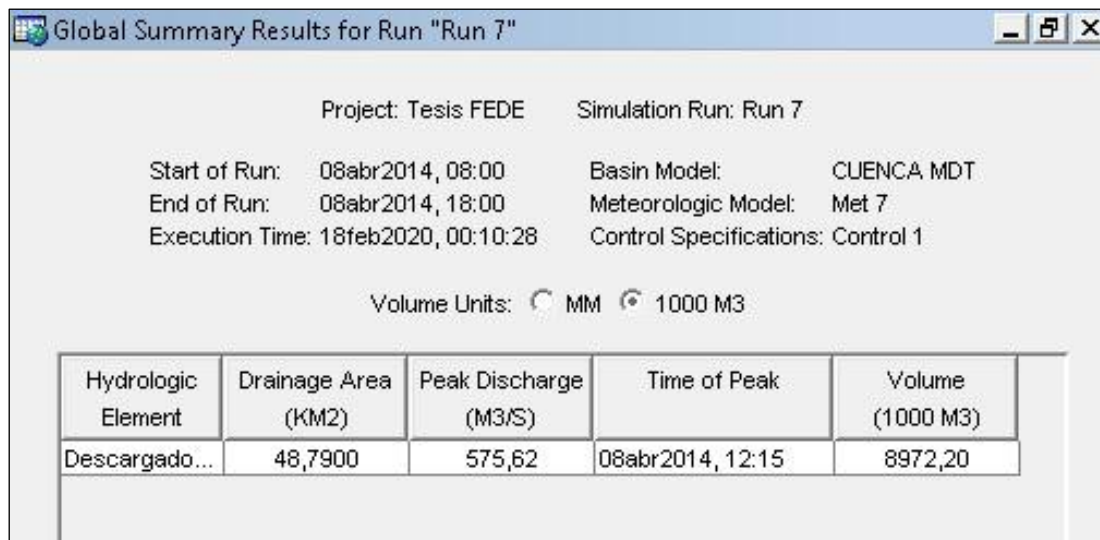 Global Summary Results for Run "Run 7"
Project: Tesis FEDE Simulation Run: Run 7
Start of Run: 08abr2014, 08:00 Basin Model: CUENCA MDT
End of Run: 08abr2014, 18:00 Meteorologic Model: Met 7
Execution Time: 18feb2020, 00:10:28 Control Specifications: Control 1
Volume Units: MM 1000 M3
Hydrologic Element Drainage Area (KM2) Peak Discharge (M3/S) Time of Peak Volume (1000 M3)
Descargado... 48,7900 575,62 08abr2014, 12:15 8972,20